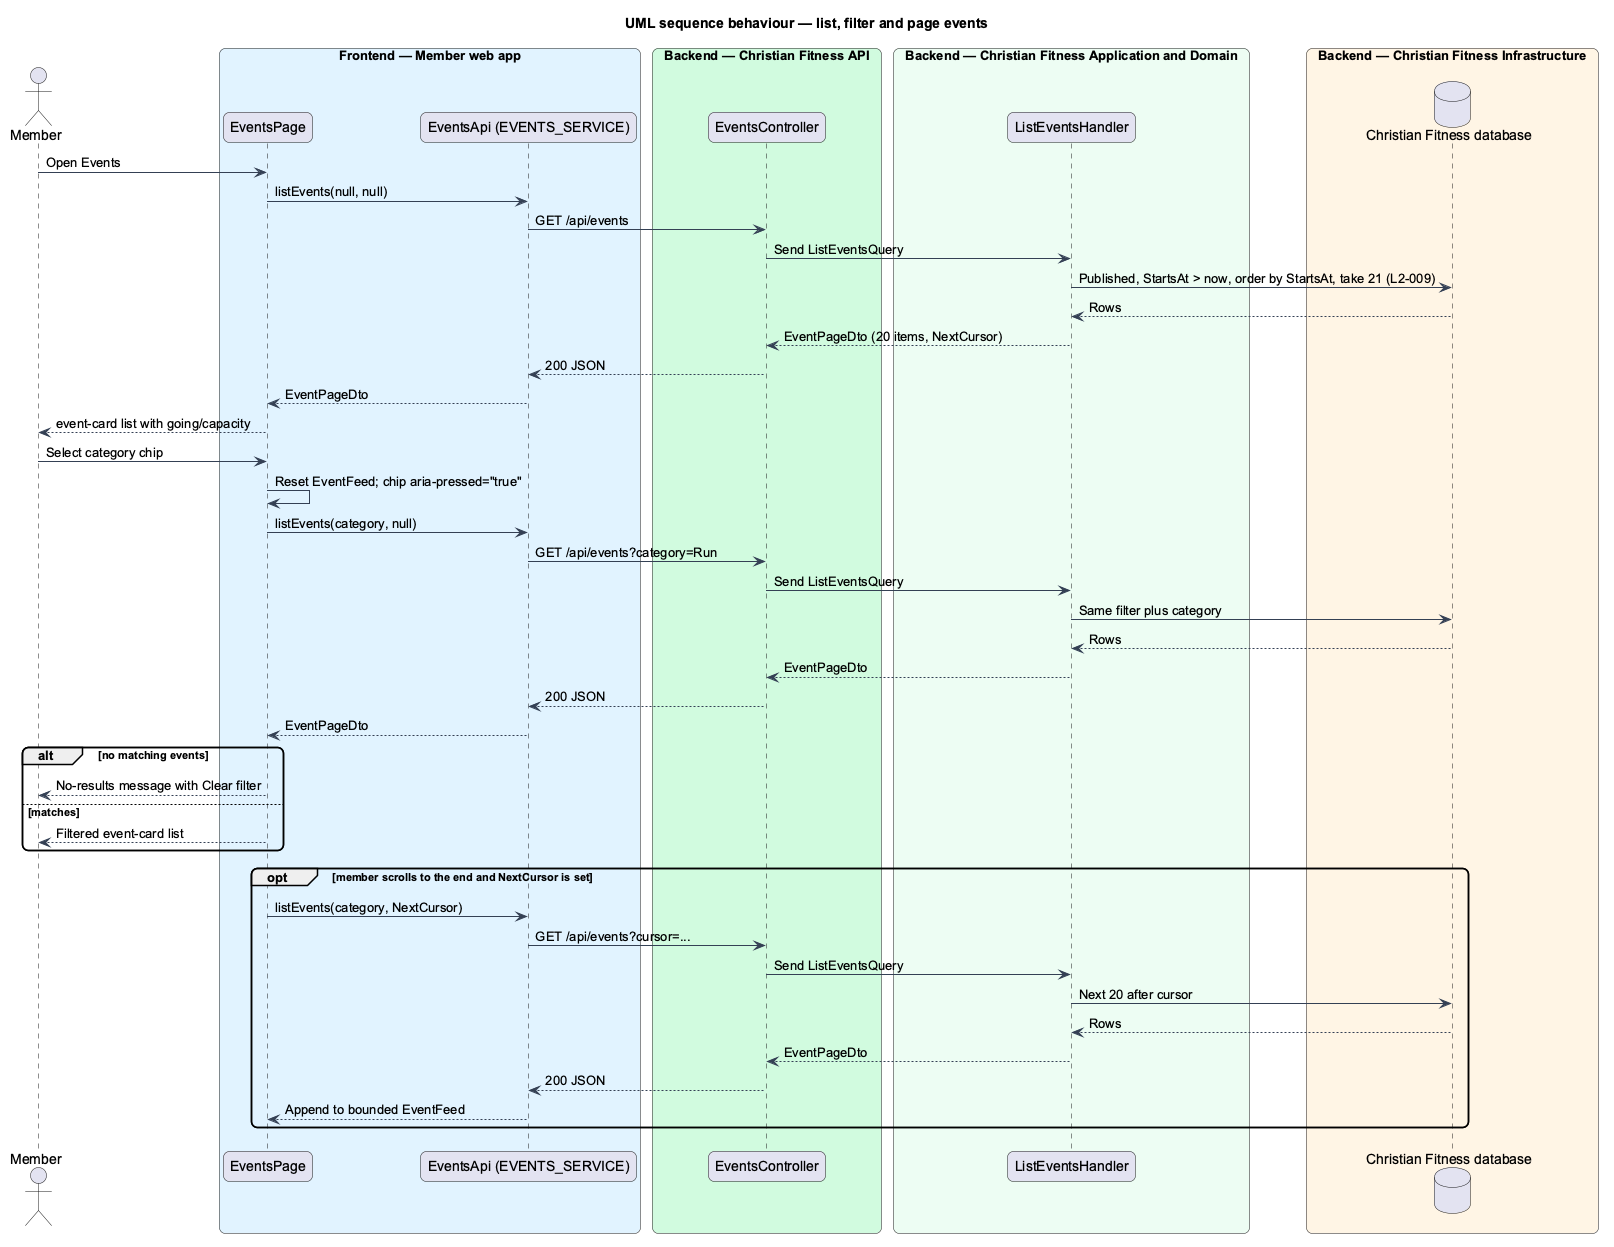 UML sequence behaviour — list, filter and page events
Frontend — Member web app
Backend — Christian Fitness API
Backend — Christian Fitness Application and Domain
Backend — Christian Fitness Infrastructure
Member
EventsPage
EventsApi (EVENTS_SERVICE)
EventsController
ListEventsHandler
Christian Fitness database
Open Events
listEvents(null, null)
GET /api/events
Send ListEventsQuery
Published, StartsAt > now, order by StartsAt, take 21 (L2-009)
Rows
EventPageDto (20 items, NextCursor)
200 JSON
EventPageDto
event-card list with going/capacity
Select category chip
Reset EventFeed; chip aria-pressed="true"
listEvents(category, null)
GET /api/events?category=Run
Send ListEventsQuery
Same filter plus category
Rows
EventPageDto
200 JSON
EventPageDto
alt
[no matching events]
No-results message with Clear filter
[matches]
Filtered event-card list
opt
[member scrolls to the end and NextCursor is set]
listEvents(category, NextCursor)
GET /api/events?cursor=...
Send ListEventsQuery
Next 20 after cursor
Rows
EventPageDto
200 JSON
Append to bounded EventFeed
Member
EventsPage
EventsApi (EVENTS_SERVICE)
EventsController
ListEventsHandler
Christian Fitness database